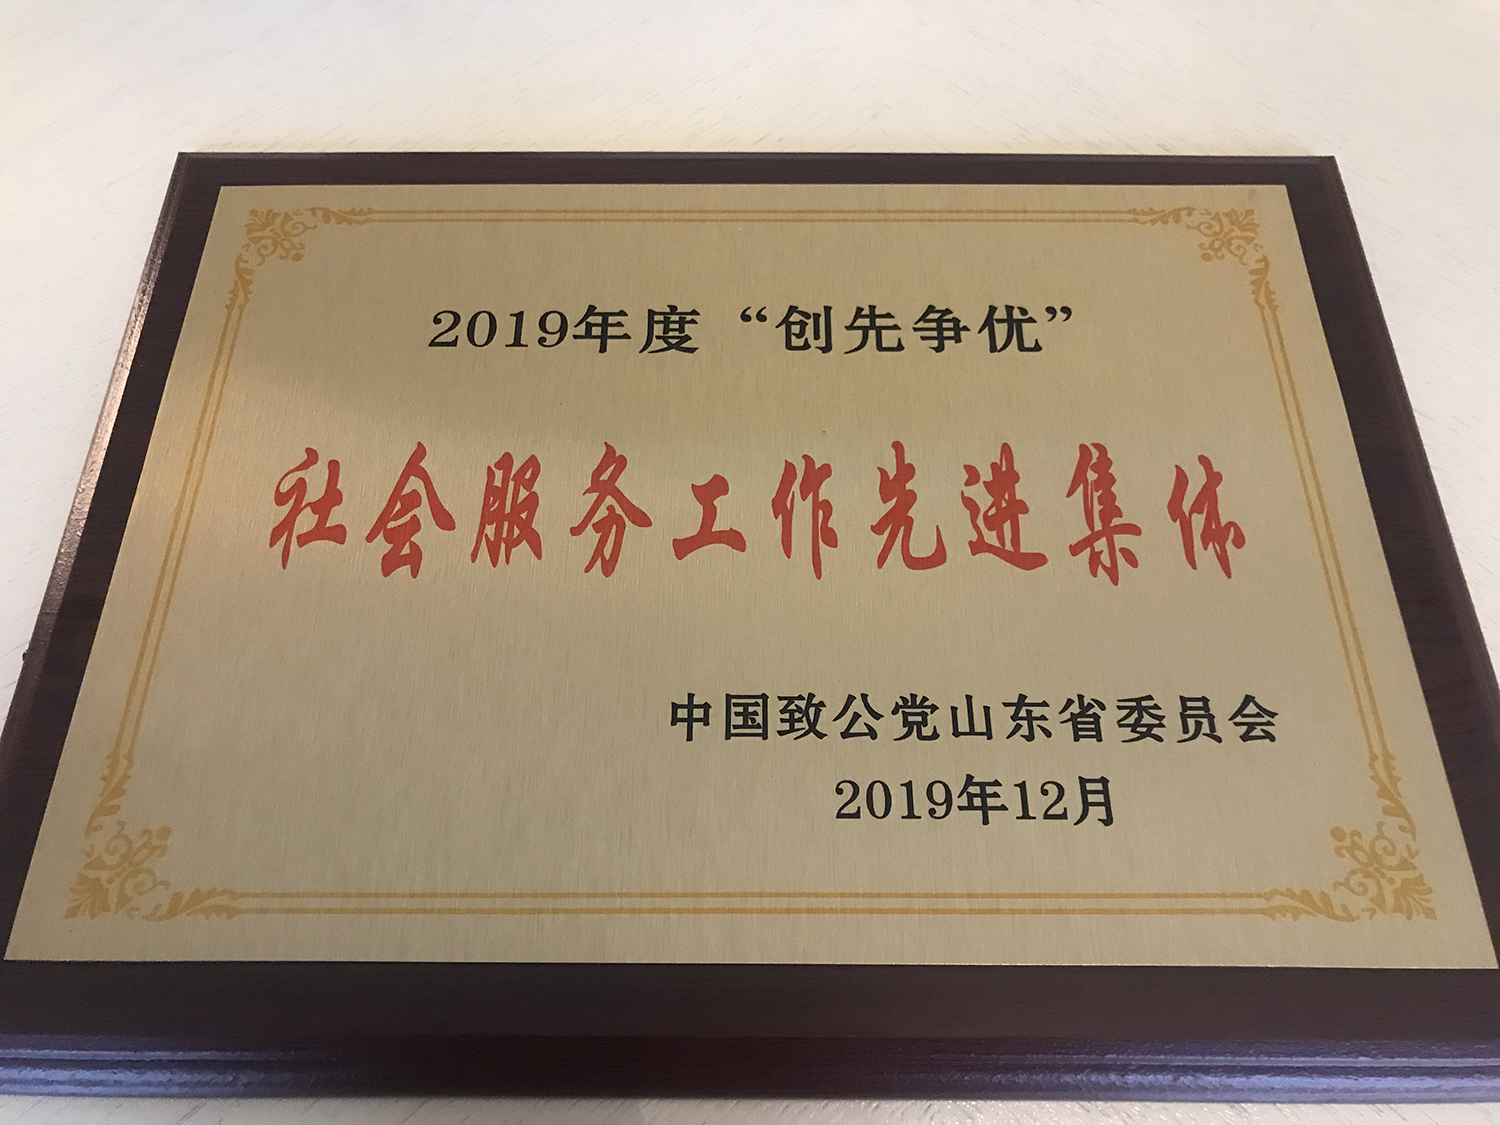 2019年度“创先争优”
社会服务工作先进集体
中国致公党山东省委员会
2019年12月